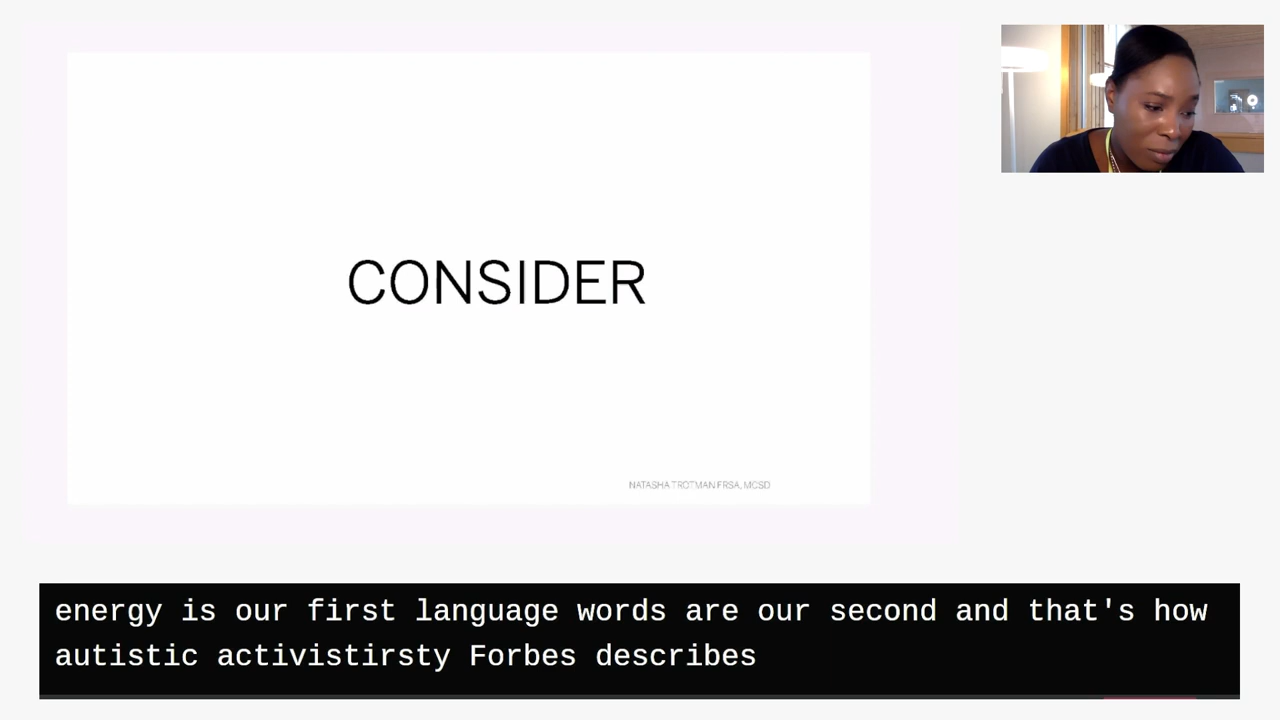 CONSIDER
NATASHA TROTMAN FRSA, MCSD
energy is our first language words are our second and that's how
autistic activistirsty Forbes describes